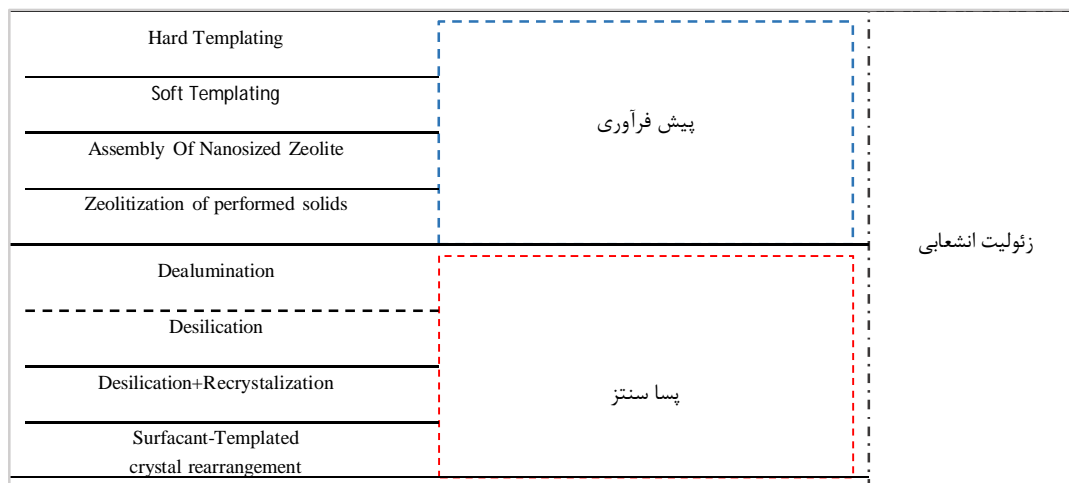 Hard Templating
Soft Templating
Assembly Of Nanosized Zeolite
Zeolitization of performed solids
پیش فرآوری
Dealumination
Desilication
Desilication+Recrystalization
Surfacant-Templated
crystal rearrangement
پسا سنتز
زئولیت انشعابی